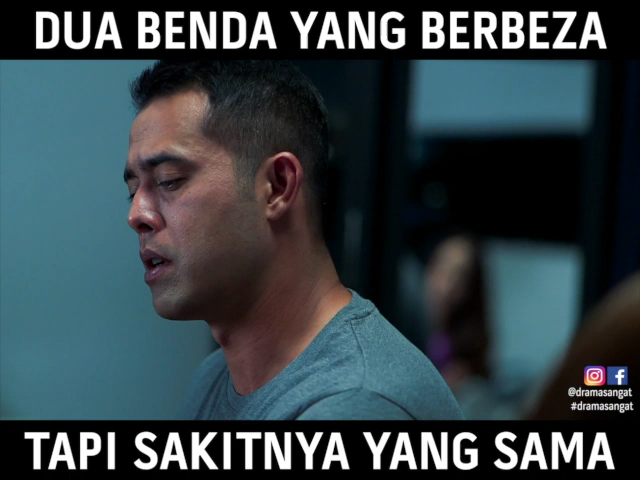 DUA BENDA YANG BERBEZA
@dramasangat
#dramasangat
TAPI SAKITNYA YANG SAMA